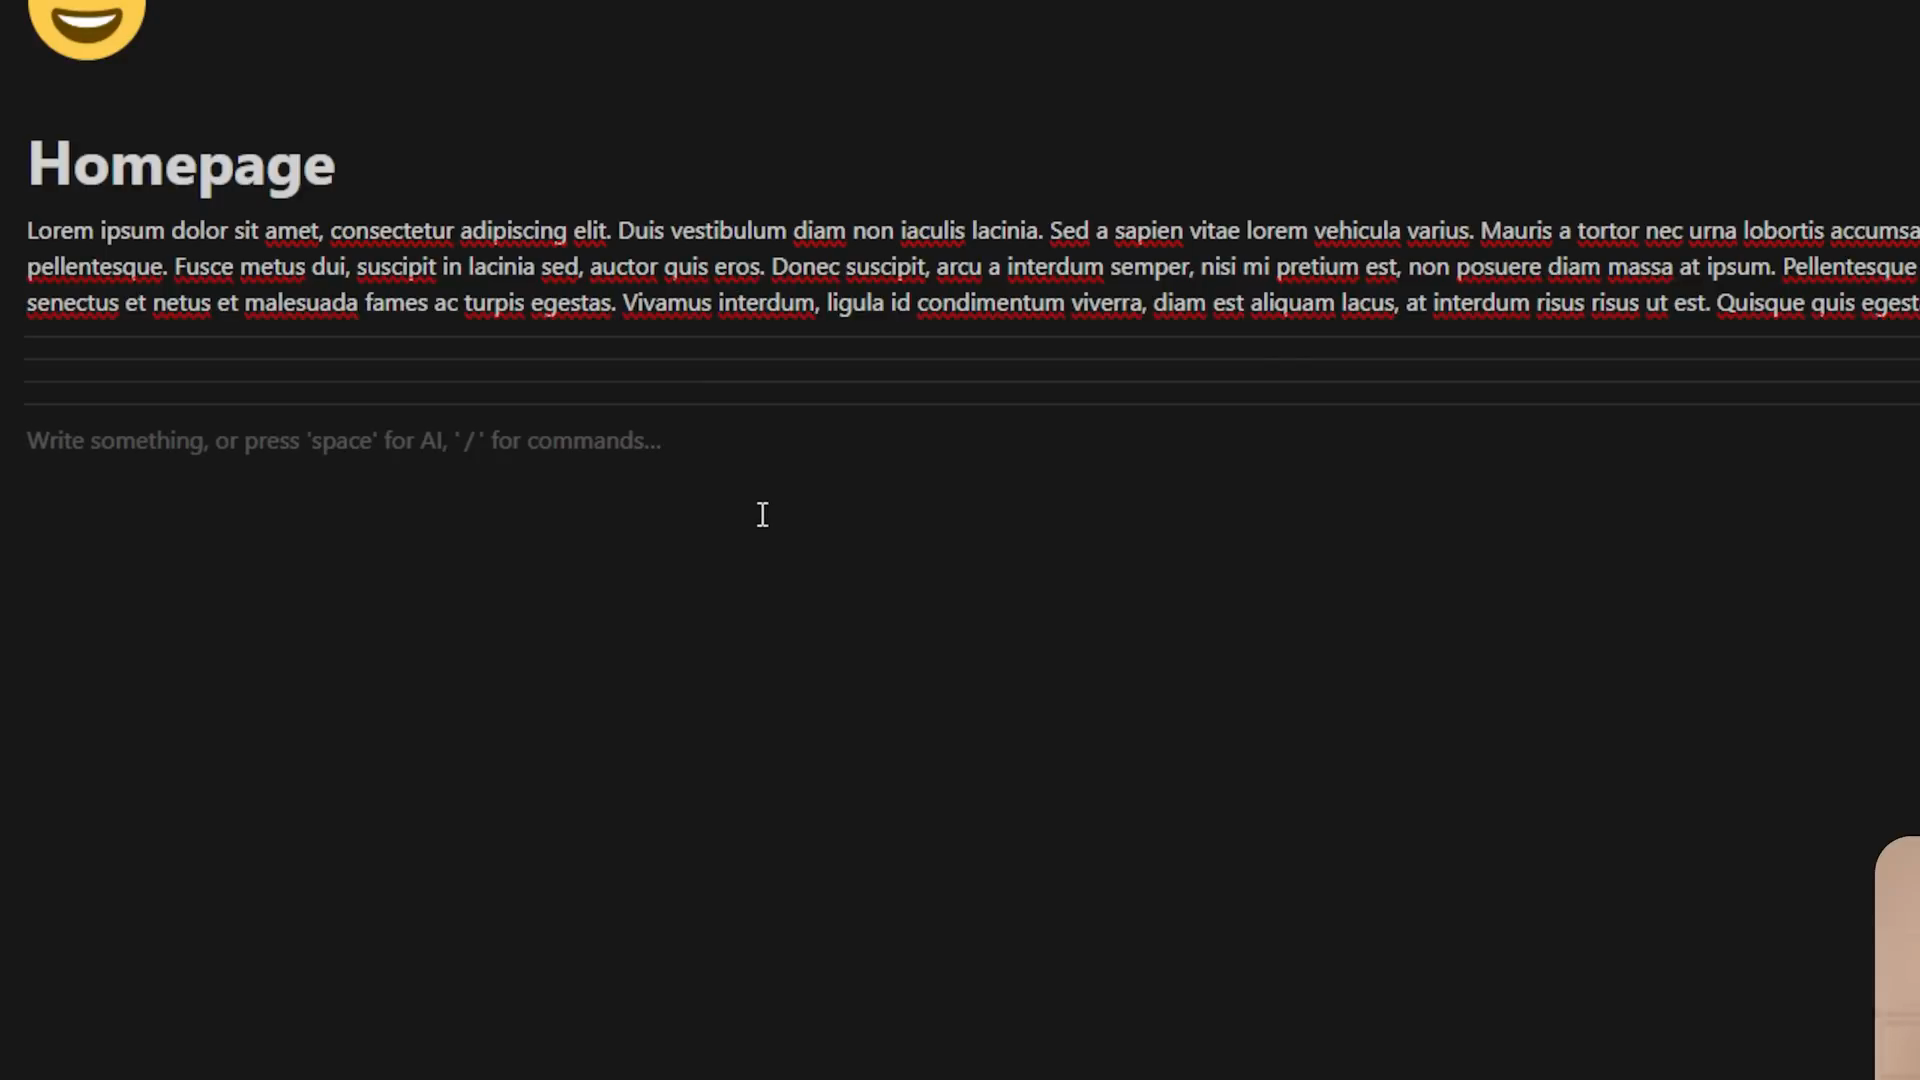 Homepage
Lorem ipsum dolor sit amet, consectetur adipiscing elit. Duis vestibulum diam non iaculis lacinia. Sed a sapien vitae lorem vehicula varius. Mauris a tortor nec urna lobortis
pellentesque. Fusce metus dui, suscipit in lacinia sed, auctor quis eros. Donec suscipit, arcu a interdum semper, nisi mi pretium est, non posuere diam massa at ipsum. Pellentesque
senectus et netus et malesuada fames ac turpis egestas. Vivamus interdum, ligula id condimentum viverra, diam est aliquam lacus, at interdum risus risus ut est. Quisque quis
Write something, or press 'space' for AI, '/' for commands...